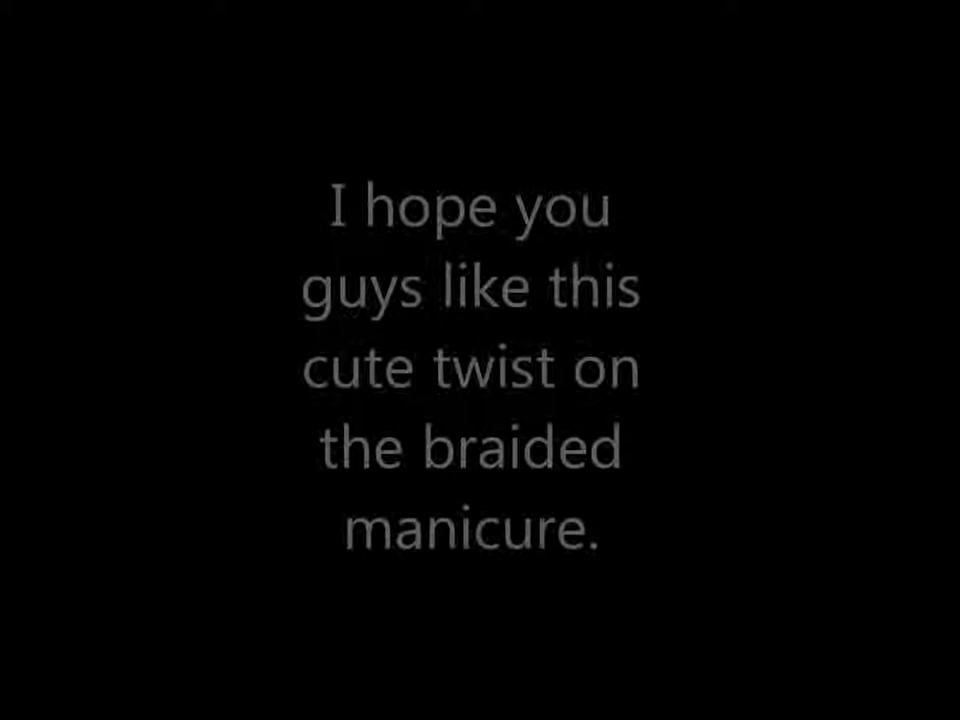 I hope you
guys like this
cute twist on
the braided
manicure.